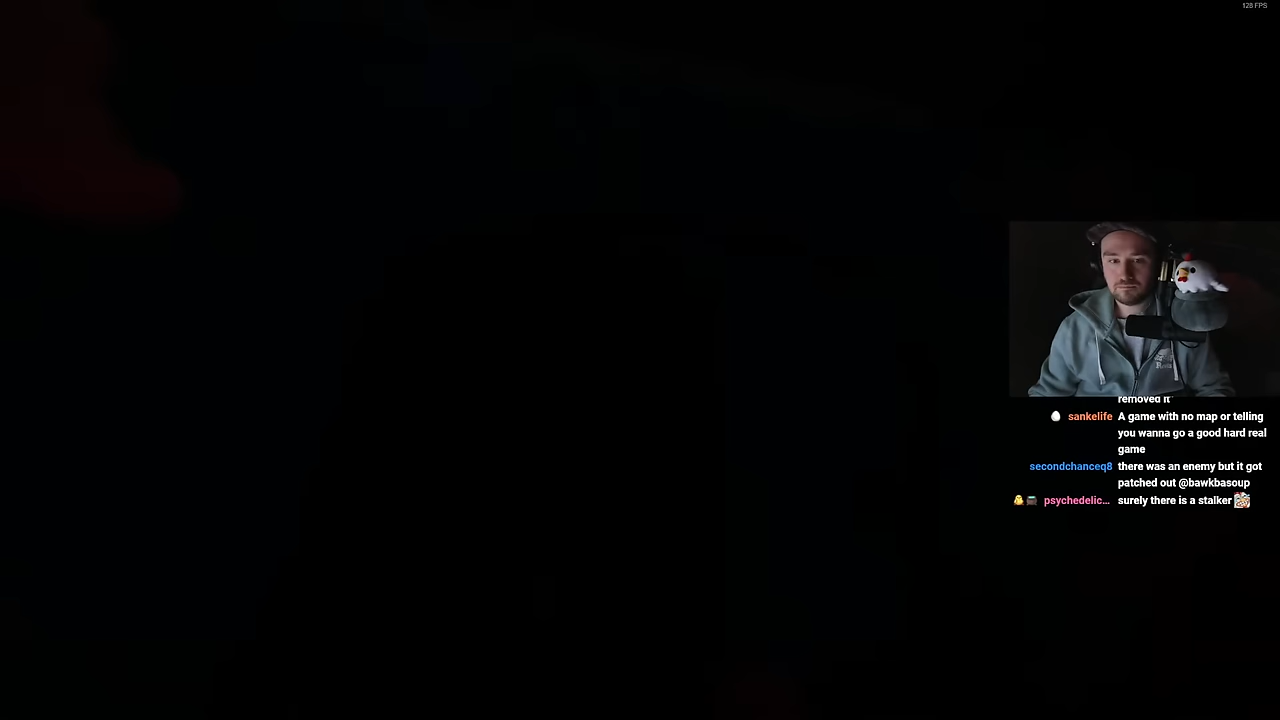 128 FPS
removed it"
sankelife A game with no map or telling
you wanna go a good hard real
game
secondchanceq8 there was an enemy but it got
patched out @bawkbasoup
psychedelic... surely there is a stalker